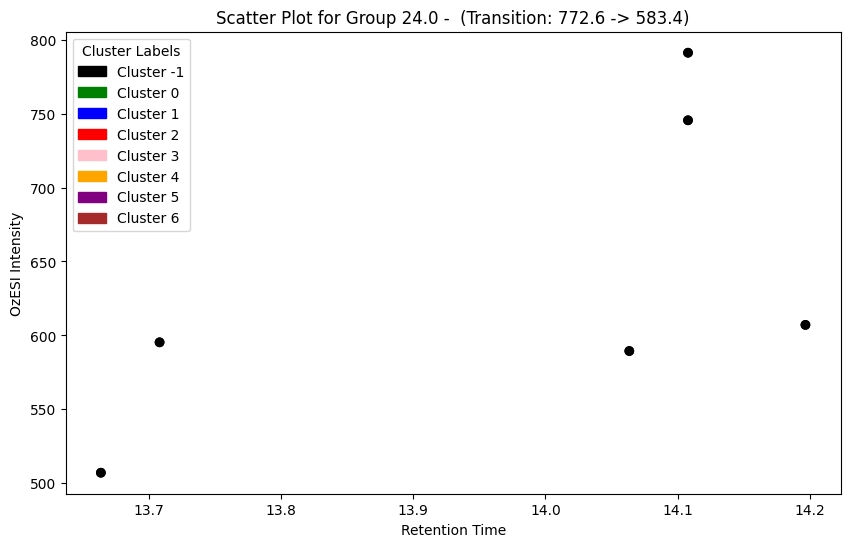 Scatter Plot for Group 24.0 -  (Transition: 772.6 -> 583.4)
Cluster Labels
Cluster -1
Cluster 0
Cluster 1
Cluster 2
Cluster 3
Cluster 4
Cluster 5
Cluster 6
OzESI Intensity
800
750
700
650
600
550
500
13.7
13.8
13.9
14.0
14.1
14.2
Retention Time